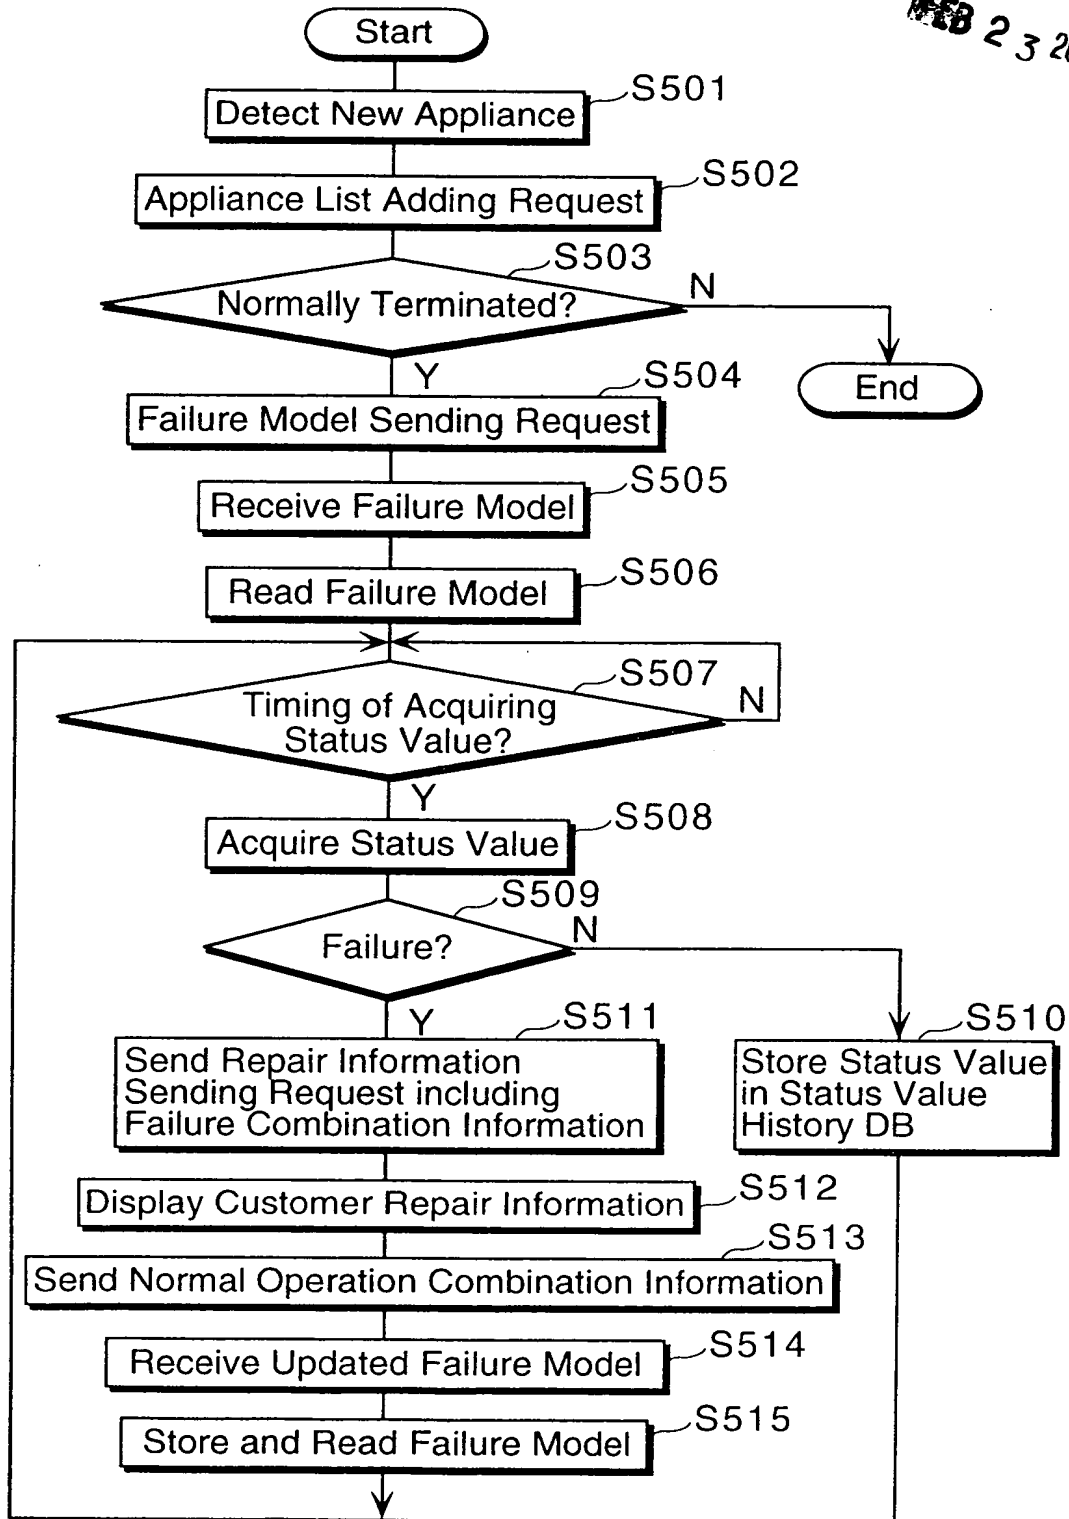 Start
FEB 23 20
S501
Detect New Appliance
S502
Appliance List Adding Request
S503
Normally Terminated?
N
Y
End
S504
Failure Model Sending Request
S505
Receive Failure Model
S506
Read Failure Model
S507
Timing of Acquiring
Status Value?
N
Y
S508
Acquire Status Value
S509
Failure?
N
Y
S511
Send Repair Information
Sending Request including
Failure Combination Information
S510
Store Status Value
in Status Value
History DB
S512
Display Customer Repair Information
S513
Send Normal Operation Combination Information
S514
Receive Updated Failure Model
S515
Store and Read Failure Model